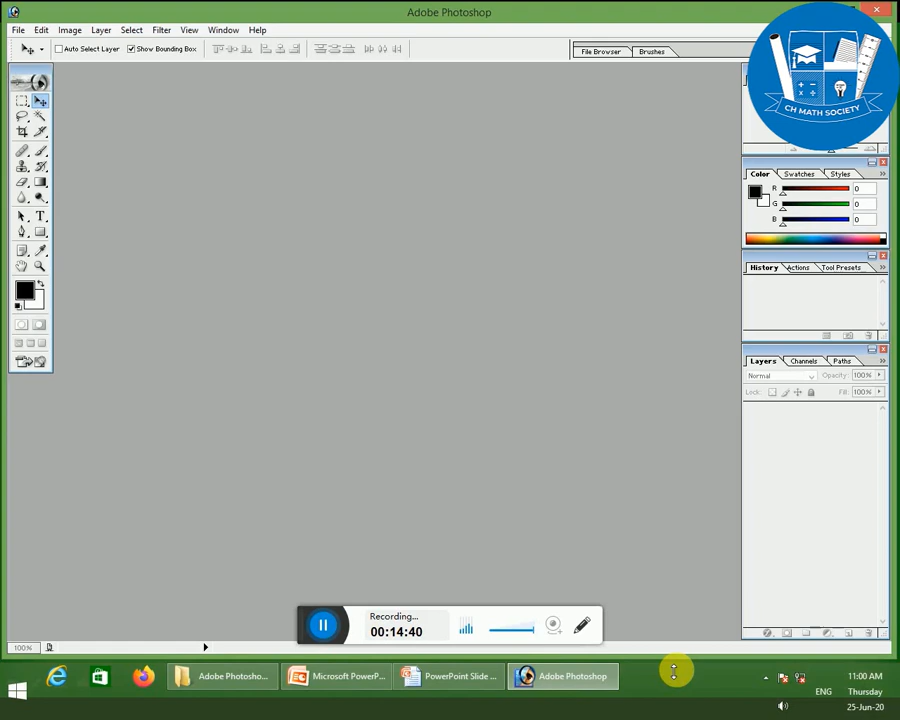 Adobe Photoshop
File Edit Image Layer Select Filter View Window Help
Auto Select Layer Show Bounding Box File Browser Brushes
CH MATH SOCIETY
Color Swatches Styles
R 0
G 0
B 0
History Actions Tool Presets
Layers Channels Paths
Normal Opacity: 100%
Lock: Fill: 100%
T
Recording...
00:14:40
100%
Adobe Photosho... Microsoft PowerP... PowerPoint Slide ... Adobe Photoshop
11:00 AM
ENG Thursday
25-Jun-20